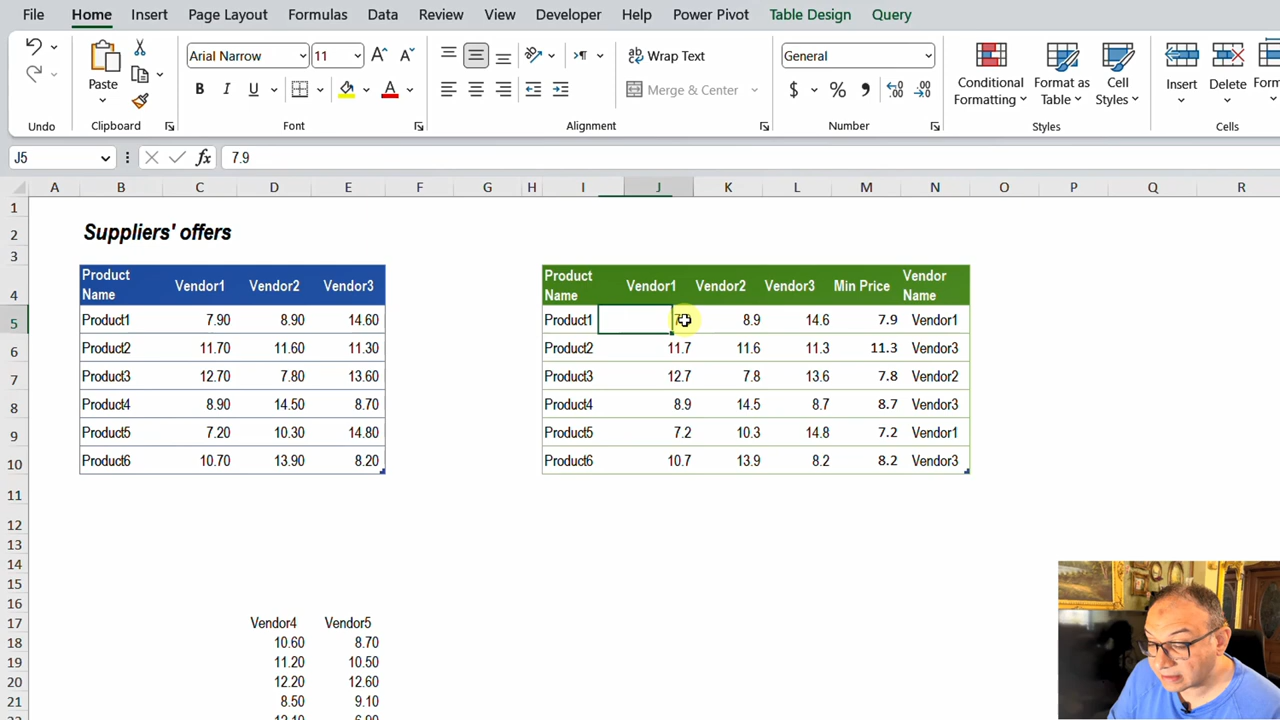 File Home Insert Page Layout Formulas Data Review View Developer Help Power Pivot Table Design Query
Arial Narrow 11 Wrap Text General
Paste Conditional Formatting Format as Table Cell Styles Insert Delete
B I U A Merge & Center $ %
Undo Clipboard Font Alignment Number Styles Cells
J5 fx 7.9
A B C D E F G H I J K L M N O P Q R
1
2 Suppliers' offers
3
4 Product Name Vendor1 Vendor2 Vendor3 Product Name Vendor1 Vendor2 Vendor3 Min Price Vendor Name
5 Product1 7.90 8.90 14.60 Product1 8.9 14.6 7.9 Vendor1
6 Product2 11.70 11.60 11.30 Product2 11.7 11.6 11.3 11.3 Vendor3
7 Product3 12.70 7.80 13.60 Product3 12.7 7.8 13.6 7.8 Vendor2
8 Product4 8.90 14.50 8.70 Product4 8.9 14.5 8.7 8.7 Vendor3
9 Product5 7.20 10.30 14.80 Product5 7.2 10.3 14.8 7.2 Vendor1
10 Product6 10.70 13.90 8.20 Product6 10.7 13.9 8.2 8.2 Vendor3
11
12
13
14
15
16
17 Vendor4 Vendor5
18 10.60 8.70
19 11.20 10.50
20 12.20 12.60
21 8.50 9.10